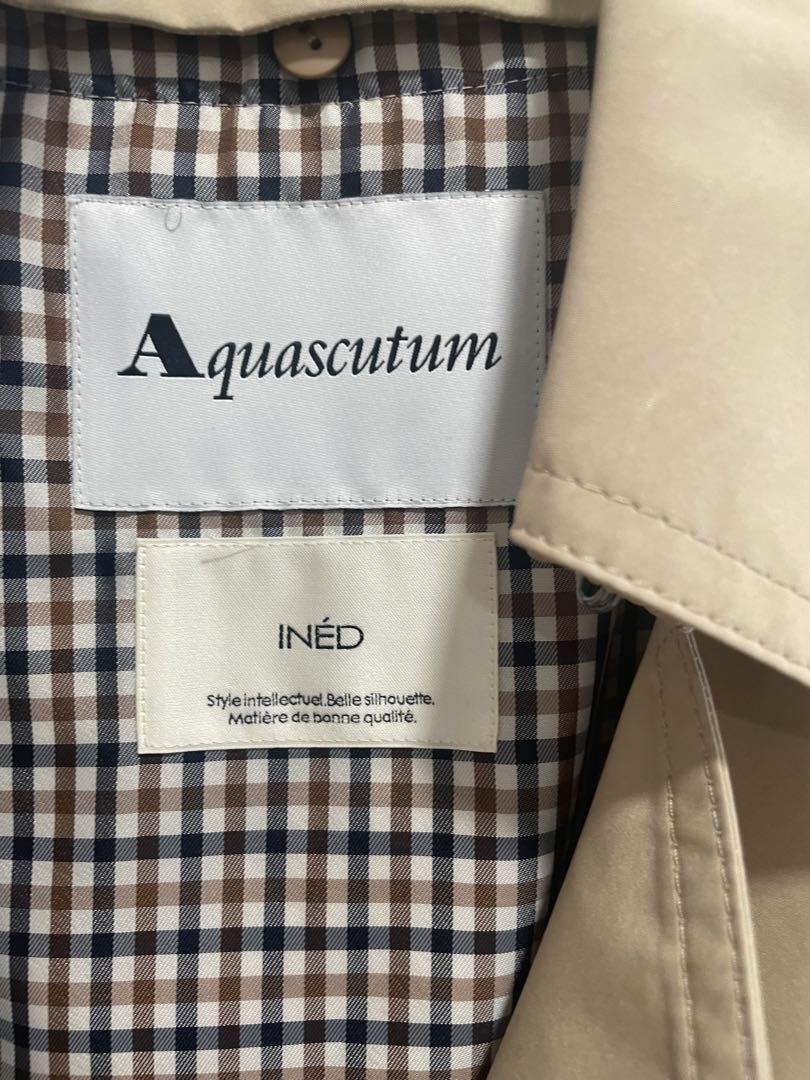 Aquascutum
INÉD
Style intellectuel.Belle silhouette.
Matière de bonne qualité.